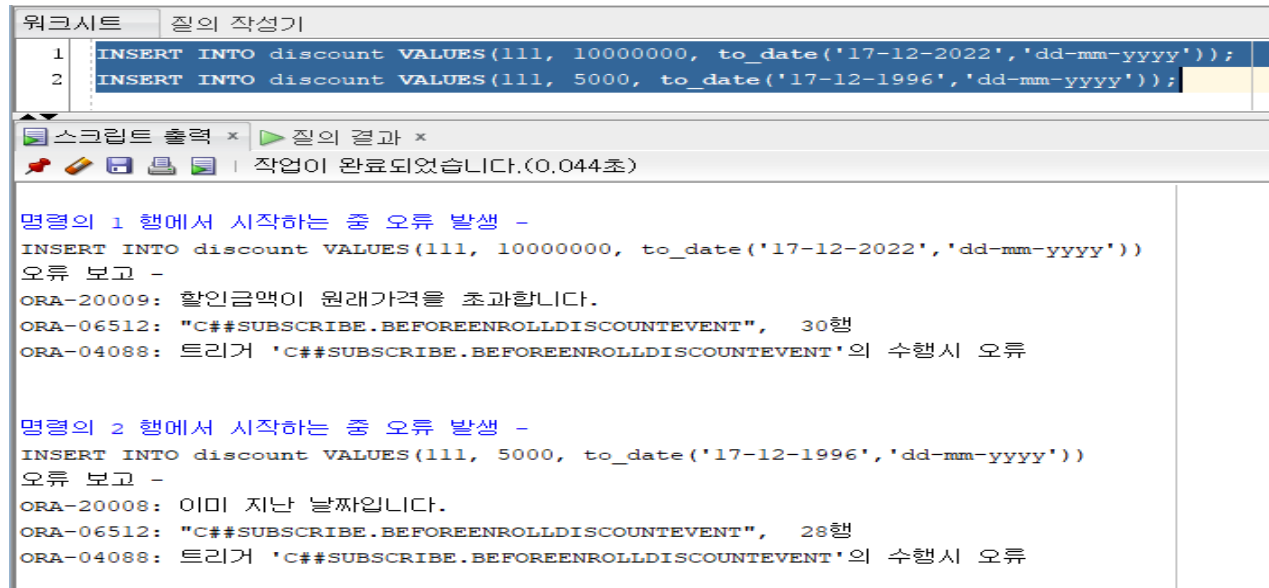 워크시트 질의 작성기
1 INSERT INTO discount VALUES(111, 10000000, to_date('17-12-2022','dd-mm-yyyy'));
2 INSERT INTO discount VALUES(111, 5000, to_date('17-12-1996','dd-mm-yyyy'));
스크립트 출력 × 질의 결과 ×
작업이 완료되었습니다.(0.044초)
명령의 1 행에서 시작하는 중 오류 발생 -
INSERT INTO discount VALUES(111, 10000000, to_date('17-12-2022','dd-mm-yyyy'))
오류 보고 -
ORA-20009: 할인금액이 원래가격을 초과합니다.
ORA-06512: "C##SUBSCRIBE.BEFOREENROLLDISCOUNTEVENT", 30행
ORA-04088: 트리거 'C##SUBSCRIBE.BEFOREENROLLDISCOUNTEVENT'의 수행시 오류
명령의 2 행에서 시작하는 중 오류 발생 -
INSERT INTO discount VALUES(111, 5000, to_date('17-12-1996','dd-mm-yyyy'))
오류 보고 -
ORA-20008: 이미 지난 날짜입니다.
ORA-06512: "C##SUBSCRIBE.BEFOREENROLLDISCOUNTEVENT", 28행
ORA-04088: 트리거 'C##SUBSCRIBE.BEFOREENROLLDISCOUNTEVENT'의 수행시 오류